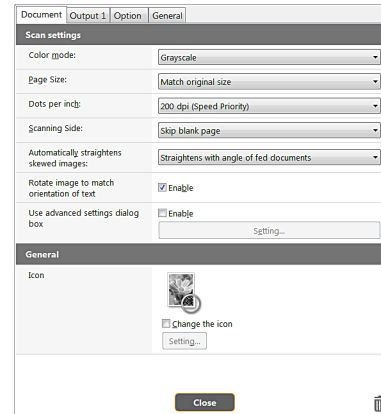 Document Output 1 Option General
Scan settings
Color mode: Grayscale
Page Size: Match original size
Dots per inch: 200 dpi (Speed Priority)
Scanning Side: Skip blank page
Automatically straightens
skewed images: Straightens with angle of fed documents
Rotate image to match
orientation of text Enable
Use advanced settings dialog
box Enable
Setting...
General
Icon
Change the icon
Setting...
Close